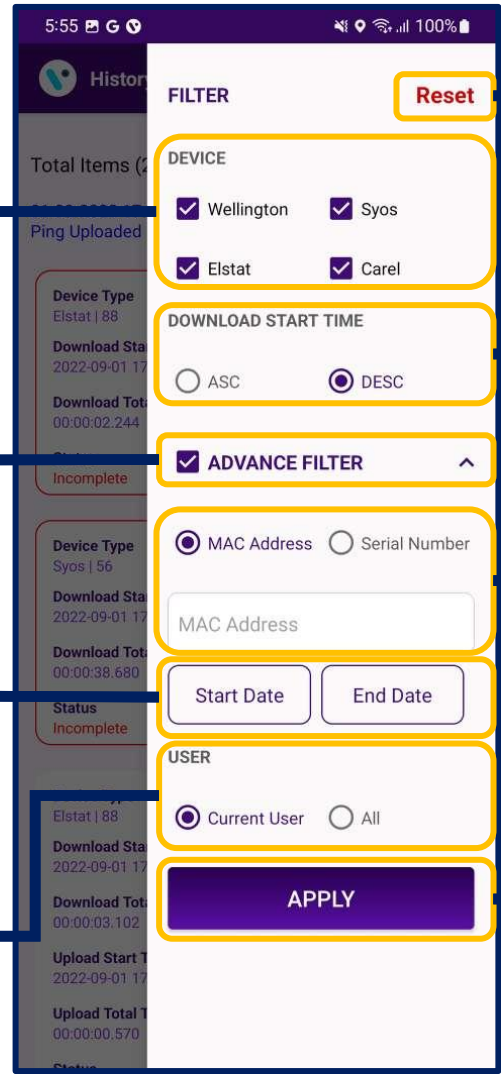 5:55 G 100%
History
FILTER Reset
Total Items (2
DEVICE
Wellington Syos
Ping Uploaded
Elstat Carel
Device Type
Elstat | 88
DOWNLOAD START TIME
Download Sta
2022-09-01 17
ASC DESC
Download Tota
00:00:02.244
ADVANCE FILTER
Incomplete
Device Type
Syos | 56
MAC Address Serial Number
Download Sta
2022-09-01 17
MAC Address
Download Tota
00:00:38.680
Start Date End Date
Status
Incomplete
USER
Elstat | 88
Current User All
Download Sta
2022-09-01 17
Download Tota
00:00:03.102
APPLY
Upload Start T
2022-09-01 17
Upload Total T
00:00:00.570
Status